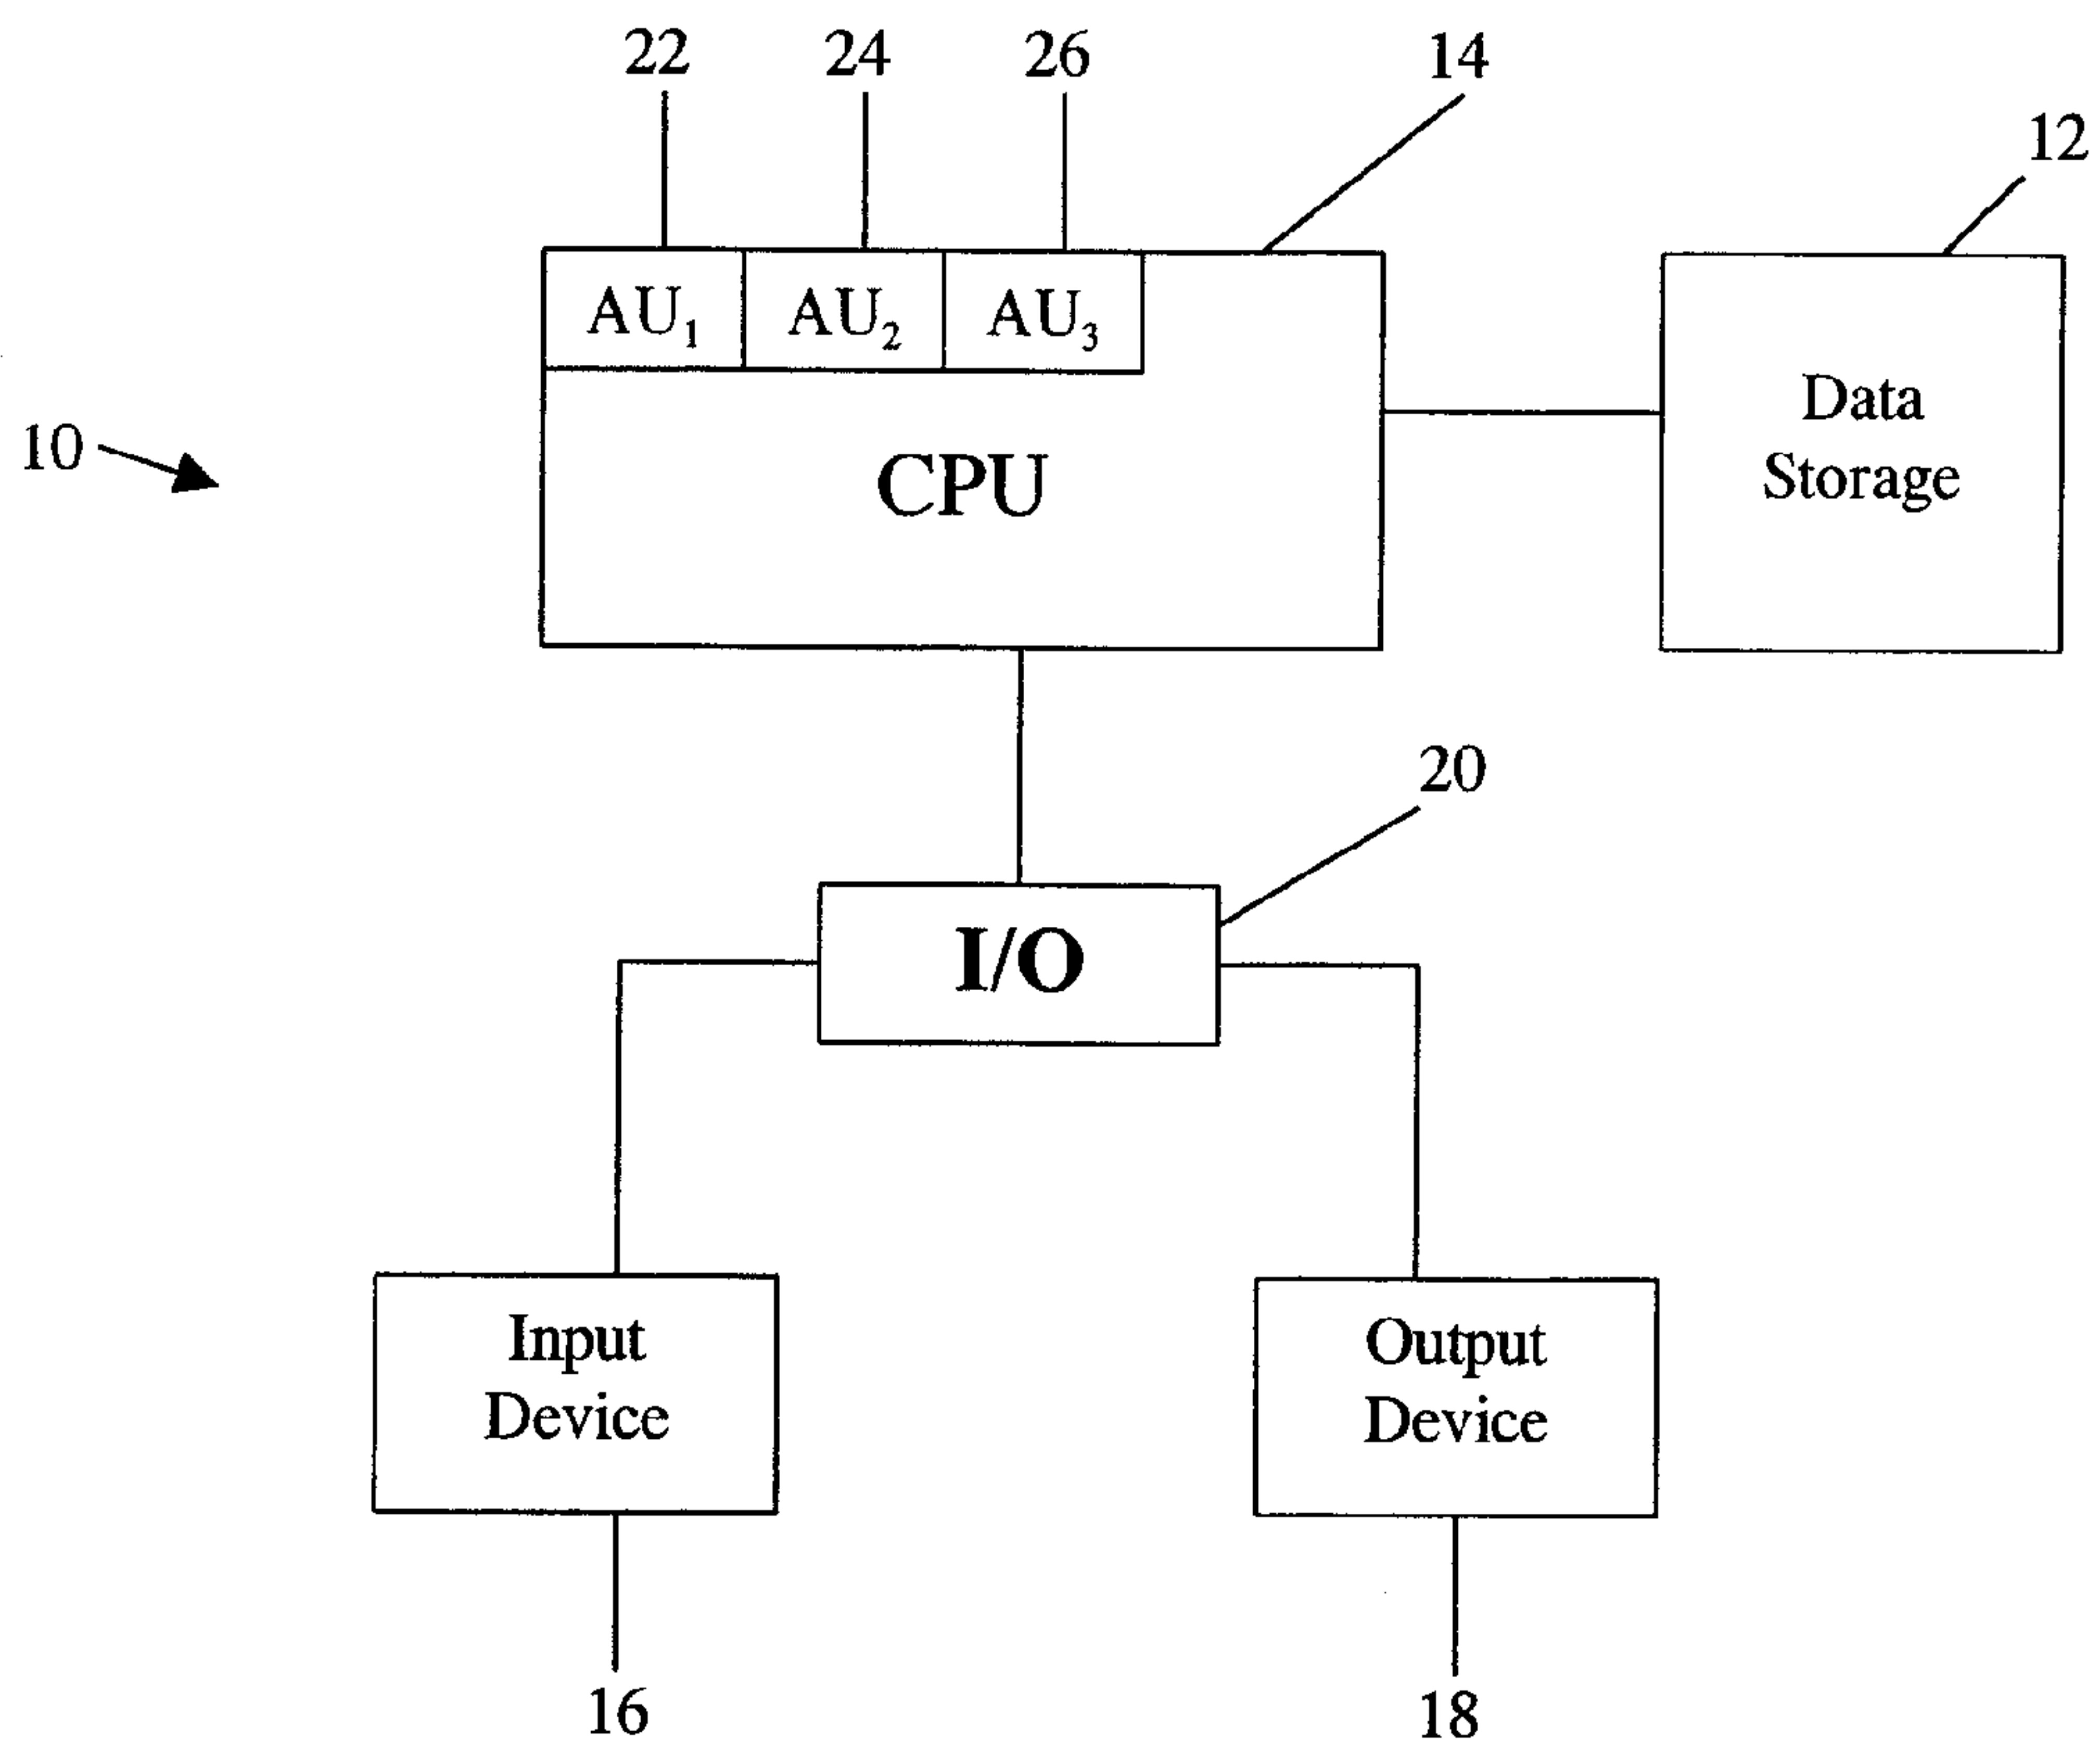 22
24
26
14
12
AU₁
AU₂
AU₃
10
CPU
Data
Storage
20
I/O
Input
Device
Output
Device
16
18